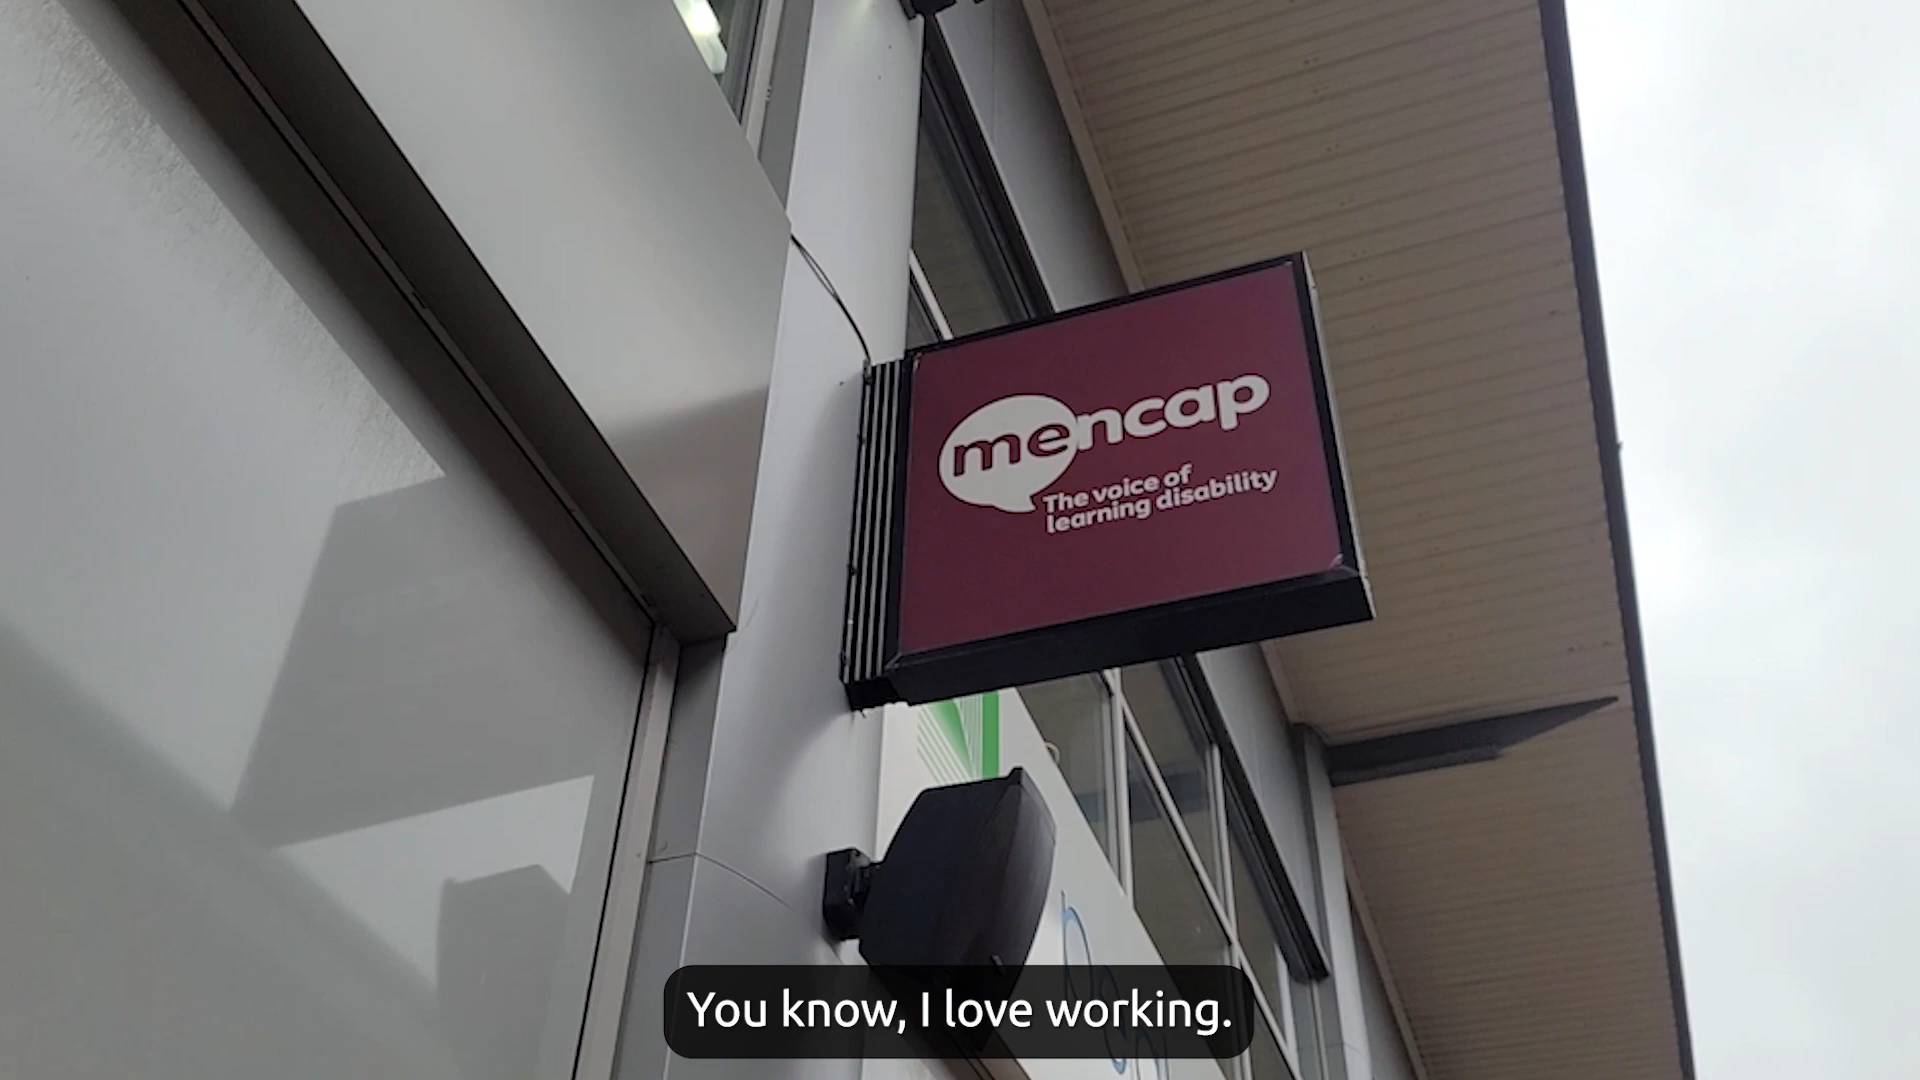 mencap
The voice of
learning disability
You know, I love working.